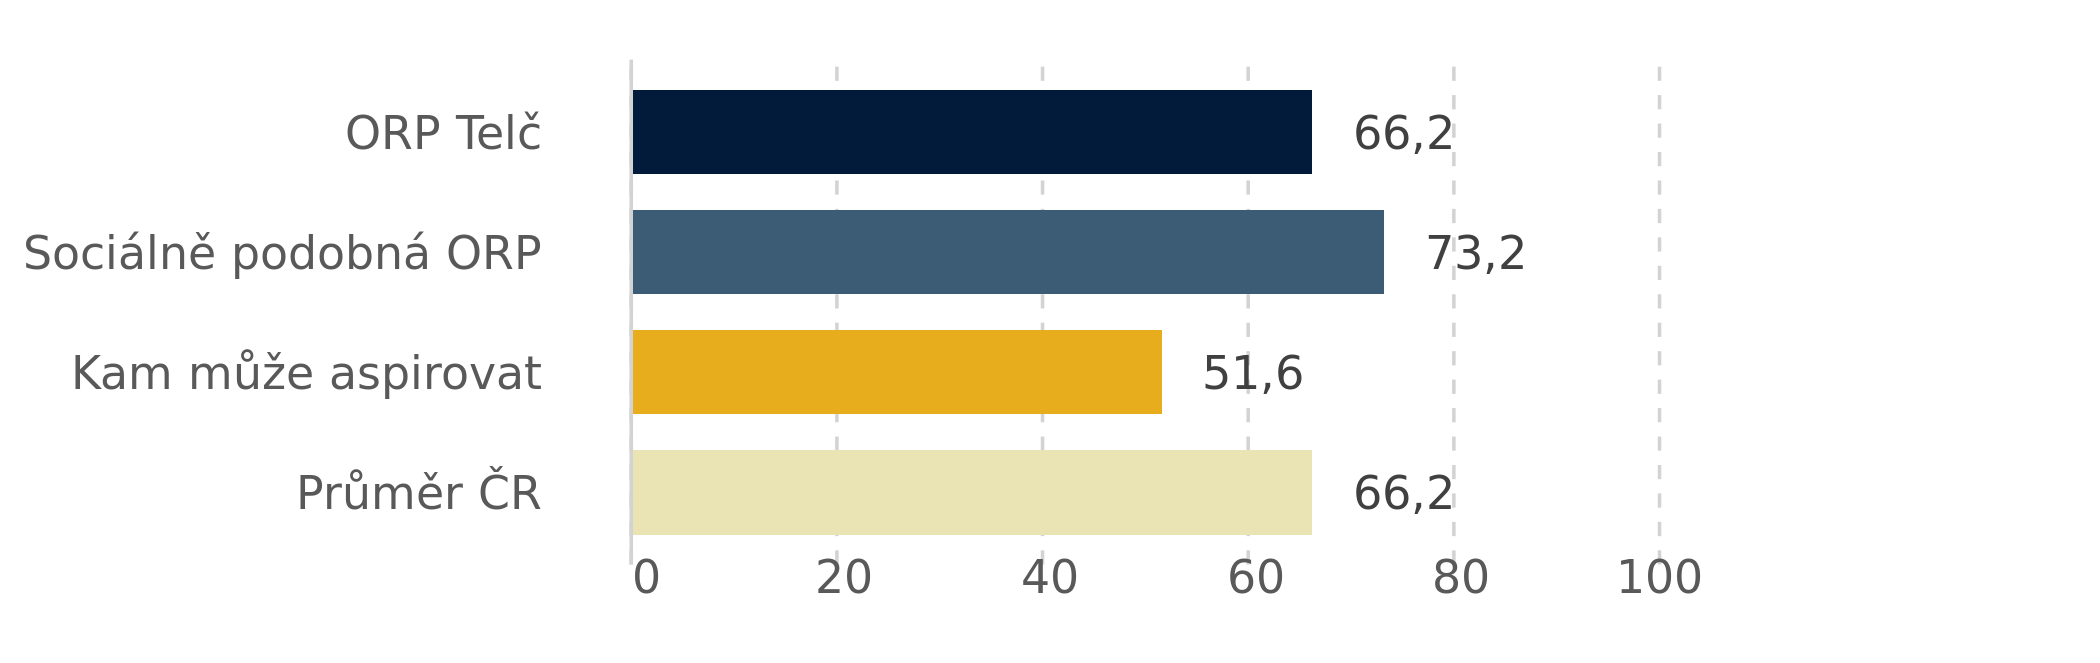 ORP Telč 66,2
Sociálně podobná ORP 73,2
Kam může aspirovat 51,6
Průměr ČR 66,2
0 20 40 60 80 100